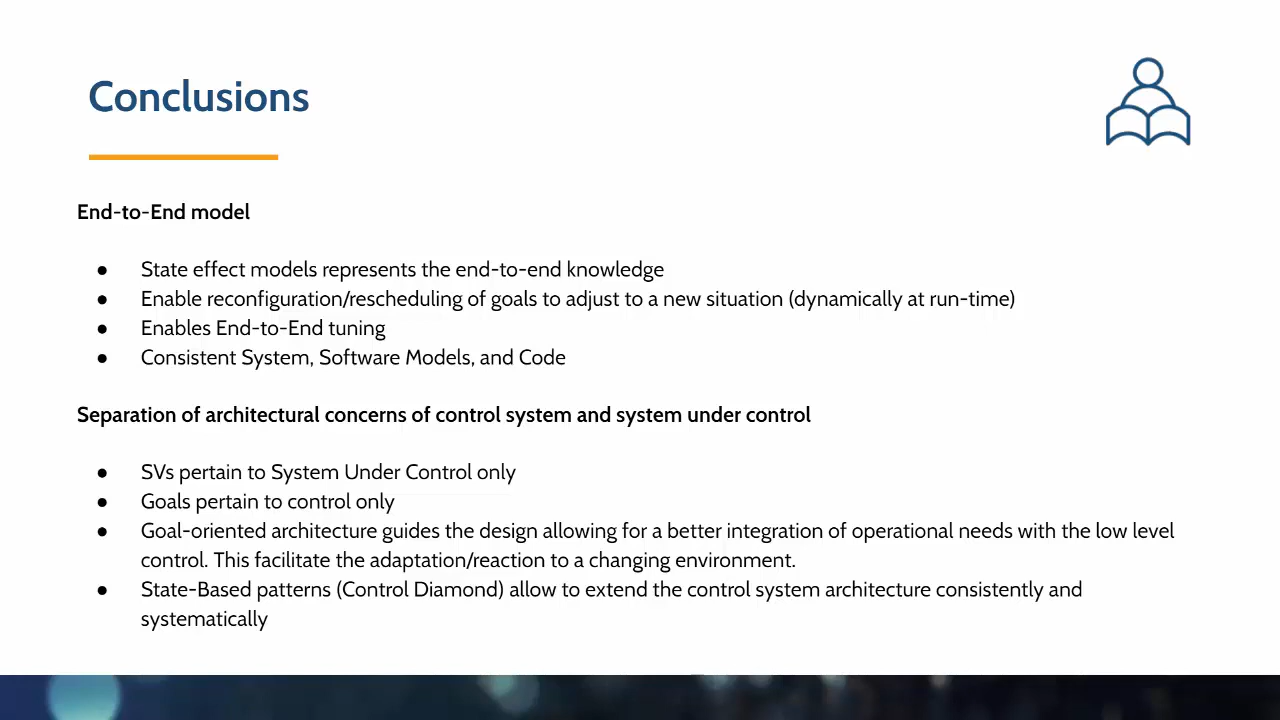 Conclusions
End-to-End model
● State effect models represents the end-to-end knowledge
● Enable reconfiguration/rescheduling of goals to adjust to a new situation (dynamically at run-time)
● Enables End-to-End tuning
● Consistent System, Software Models, and Code
Separation of architectural concerns of control system and system under control
● SVs pertain to System Under Control only
● Goals pertain to control only
● Goal-oriented architecture guides the design allowing for a better integration of operational needs with the low level
control. This facilitate the adaptation/reaction to a changing environment.
● State-Based patterns (Control Diamond) allow to extend the control system architecture consistently and
systematically